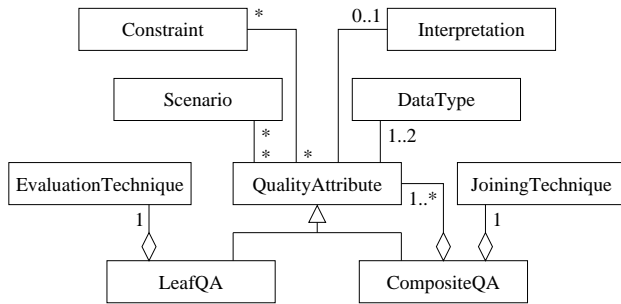 Constraint
*
0..1
Interpretation
Scenario
DataType
*
*
*
1..2
EvaluationTechnique
QualityAttribute
JoiningTechnique
1
1..*
1
LeafQA
CompositeQA